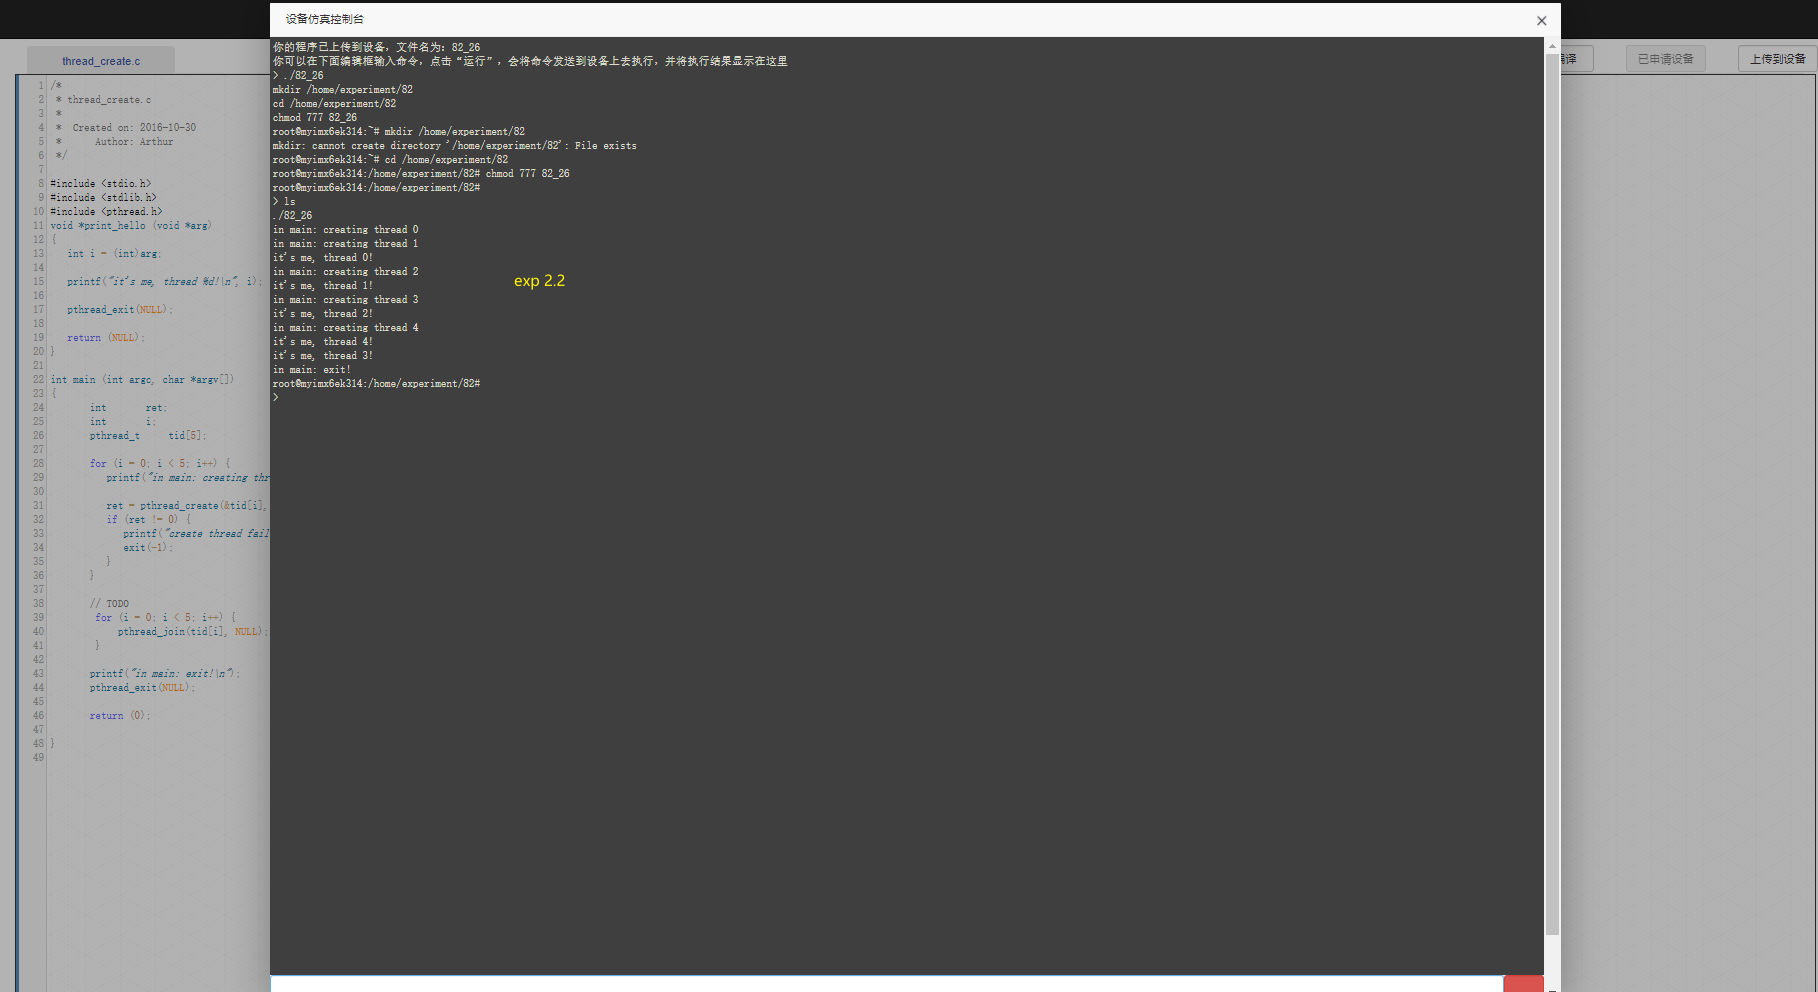 设备仿真控制台
thread_create.c
译
已申请设备
上传到设备
1 /*
2 * thread_create.c
3 *
4 * Created on: 2016-10-30
5 * Author: Arthur
6 */
7
8 #include <stdio.h>
9 #include <stdlib.h>
10 #include <pthread.h>
11 void *print_hello (void *arg)
12 {
13 int i = (int)arg;
14
15 printf("it's me, thread %d!\n", i);
16
17 pthread_exit(NULL);
18
19 return (NULL);
20 }
21
22 int main (int argc, char *argv[])
23 {
24 int ret;
25 int i;
26 pthread_t tid[5];
27
28 for (i = 0; i < 5; i++) {
29 printf("in main: creating thr
30
31 ret = pthread_create(&tid[i],
32 if (ret != 0) {
33 printf("create thread fail
34 exit(-1);
35 }
36 }
37
38 // TODO
39 for (i = 0; i < 5; i++) {
40 pthread_join(tid[i], NULL);
41 }
42
43 printf("in main: exit!\n");
44 pthread_exit(NULL);
45
46 return (0);
47
48 }
49
你的程序已上传到设备，文件名为：82_26
你可以在下面编辑框输入命令，点击“运行”，会将命令发送到设备上去执行，并将执行结果显示在这里
> ./82_26
mkdir /home/experiment/82
cd /home/experiment/82
chmod 777 82_26
root@myimx6ek314:~# mkdir /home/experiment/82
mkdir: cannot create directory '/home/experiment/82': File exists
root@myimx6ek314:~# cd /home/experiment/82
root@myimx6ek314:/home/experiment/82# chmod 777 82_26
root@myimx6ek314:/home/experiment/82#
> ls
./82_26
in main: creating thread 0
in main: creating thread 1
it's me, thread 0!
in main: creating thread 2
it's me, thread 1!
in main: creating thread 3
it's me, thread 2!
in main: creating thread 4
it's me, thread 4!
it's me, thread 3!
in main: exit!
root@myimx6ek314:/home/experiment/82#
>
exp 2.2